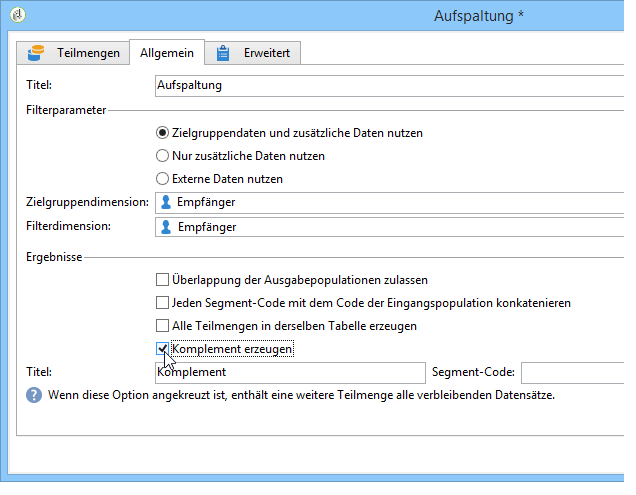 Aufspaltung *
Teilmengen Allgemein Erweitert
Titel: Aufspaltung
Filterparameter
Zielgruppendaten und zusätzliche Daten nutzen
Nur zusätzliche Daten nutzen
Externe Daten nutzen
Zielgruppendimension: Empfänger
Filterdimension: Empfänger
Ergebnisse
Überlappung der Ausgabepopulationen zulassen
Jeden Segment-Code mit dem Code der Eingangspopulation konkatenieren
Alle Teilmengen in derselben Tabelle erzeugen
Komplement erzeugen
Titel: Komplement Segment-Code:
? Wenn diese Option angekreuzt ist, enthält eine weitere Teilmenge alle verbleibenden Datensätze.